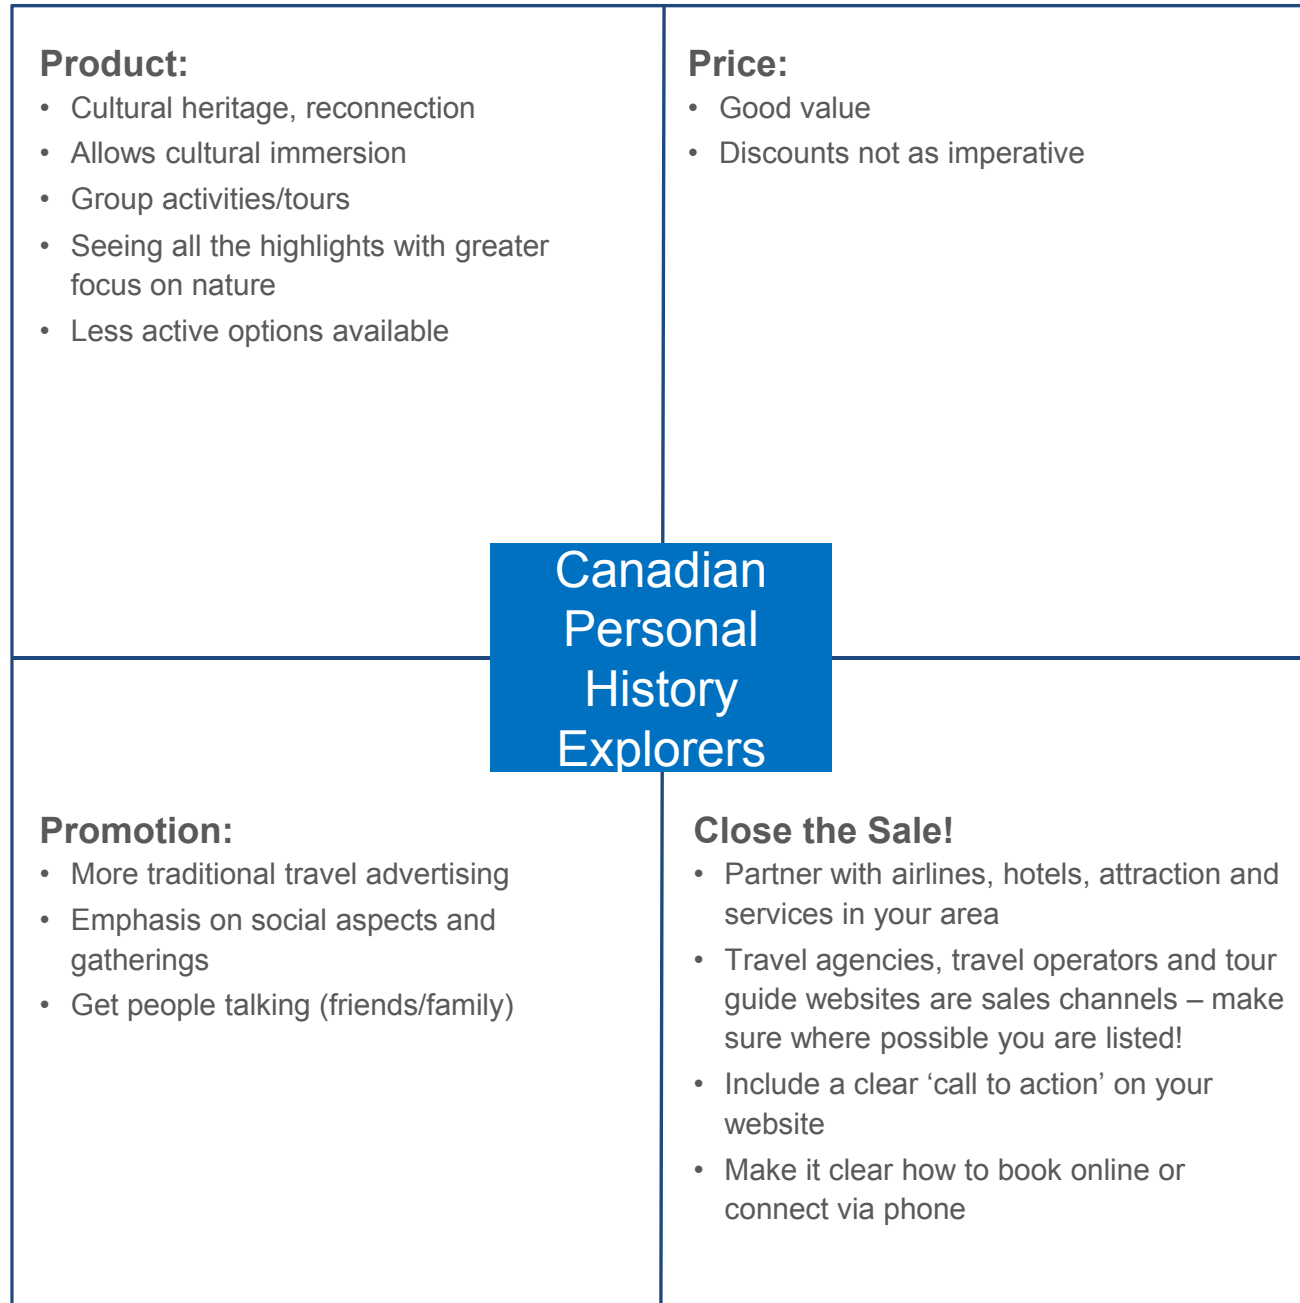 Product:
• Cultural heritage, reconnection
• Allows cultural immersion
• Group activities/tours
• Seeing all the highlights with greater
focus on nature
• Less active options available
Price:
• Good value
• Discounts not as imperative
Canadian
Personal
History
Explorers
Promotion:
• More traditional travel advertising
• Emphasis on social aspects and
gatherings
• Get people talking (friends/family)
Close the Sale!
• Partner with airlines, hotels, attraction and
services in your area
• Travel agencies, travel operators and tour
guide websites are sales channels – make
sure where possible you are listed!
• Include a clear ‘call to action’ on your
website
• Make it clear how to book online or
connect via phone